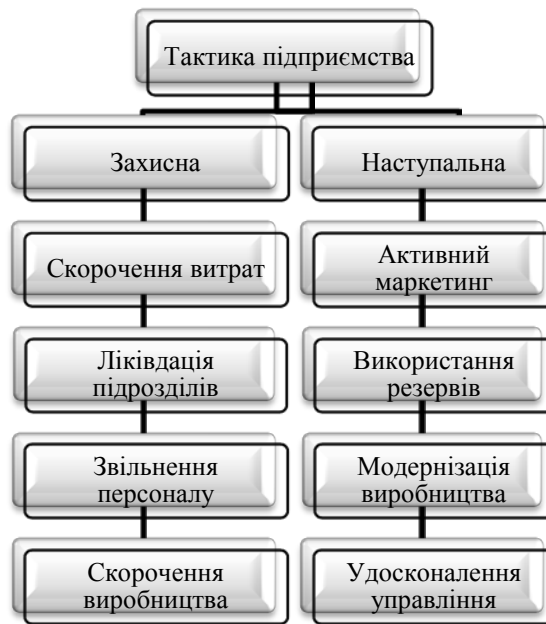 Тактика підприємства
Захисна
Наступальна
Скорочення витрат
Активний
маркетинг
Ліквідація
підрозділів
Використання
резервів
Звільнення
персоналу
Модернізація
виробництва
Скорочення
виробництва
Удосконалення
управління